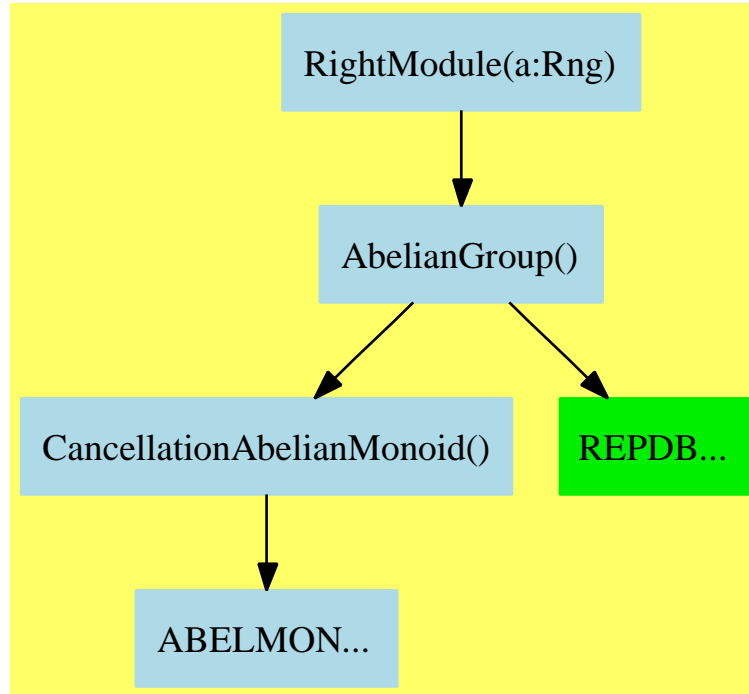 RightModule(a:Rng)
AbelianGroup()
CancellationAbelianMonoid()
REPDB...
ABELMON...